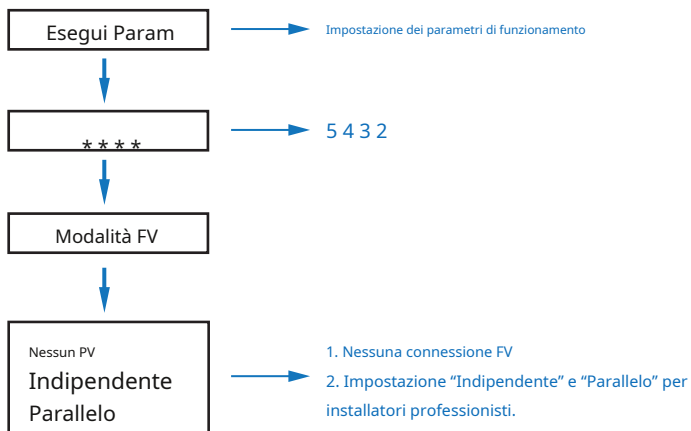 Esegui Param
Impostazione dei parametri di funzionamento
* * * *
5 4 3 2
Modalità FV
Nessun PV
Indipendente
Parallelo
1. Nessuna connessione FV
2. Impostazione “Indipendente” e “Parallelo” per
installatori professionisti.